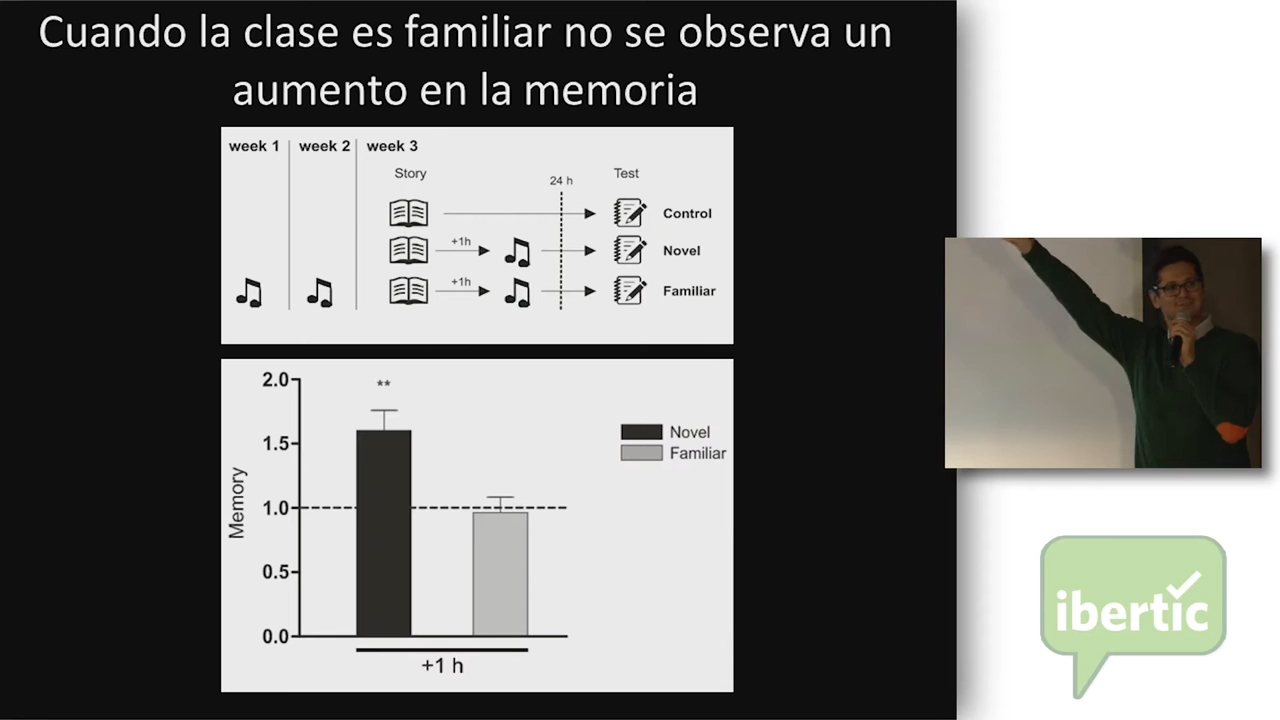 Cuando la clase es familiar no se observa un
aumento en la memoria
week 1 week 2 week 3
Story
24 h
Test
Control
+1h
Novel
+1h
Familiar
2.0
**
1.5
1.0
0.5
0.0
Memory
Novel
Familiar
+1 h
ibertic